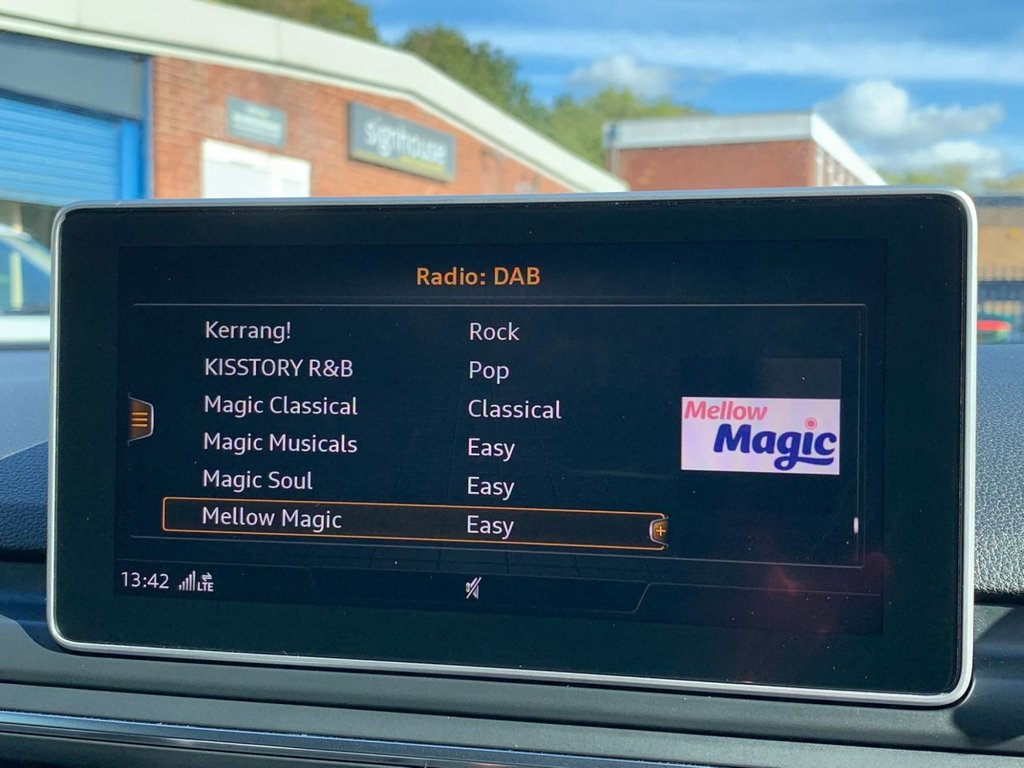 signhouse
Radio: DAB
Kerrang! Rock
KISSTORY R&B Pop
Magic Classical Classical
Magic Musicals Easy
Magic Soul Easy
Mellow Magic Easy
Mellow
Magic
13:42 LTE